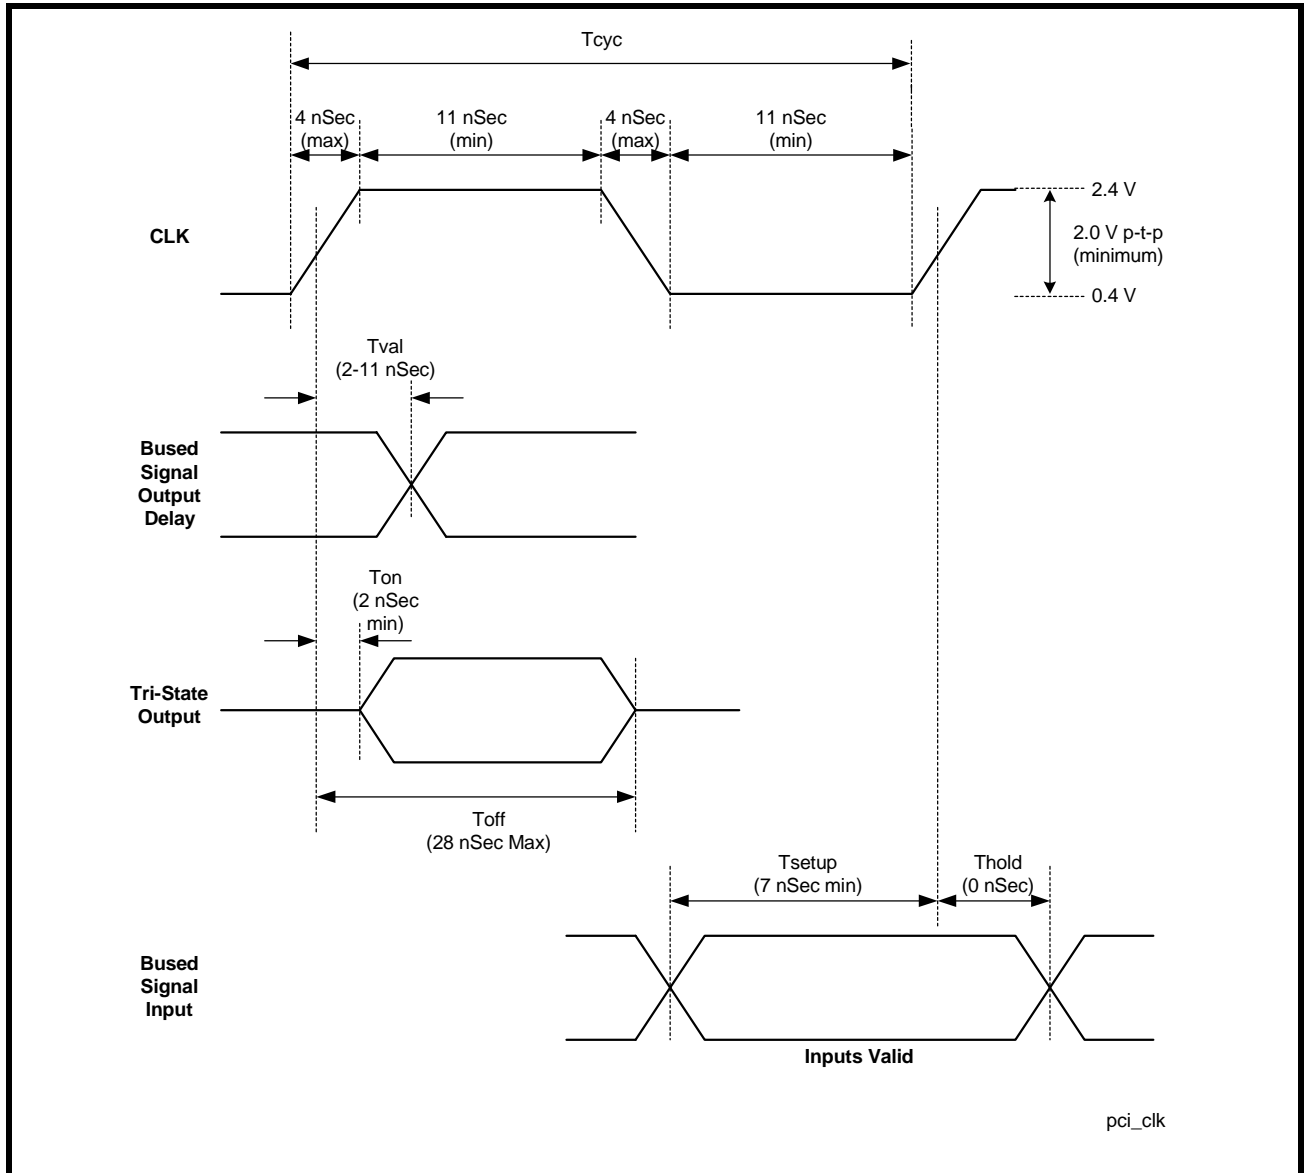 Tcyc
4 nSec
(max)
11 nSec
(min)
4 nSec
(max)
11 nSec
(min)
CLK
2.4 V
2.0 V p-t-p
(minimum)
0.4 V
Tval
(2-11 nSec)
Bused
Signal
Output
Delay
Ton
(2 nSec
min)
Tri-State
Output
Toff
(28 nSec Max)
Tsetup
(7 nSec min)
Thold
(0 nSec)
Bused
Signal
Input
Inputs Valid
pci_clk